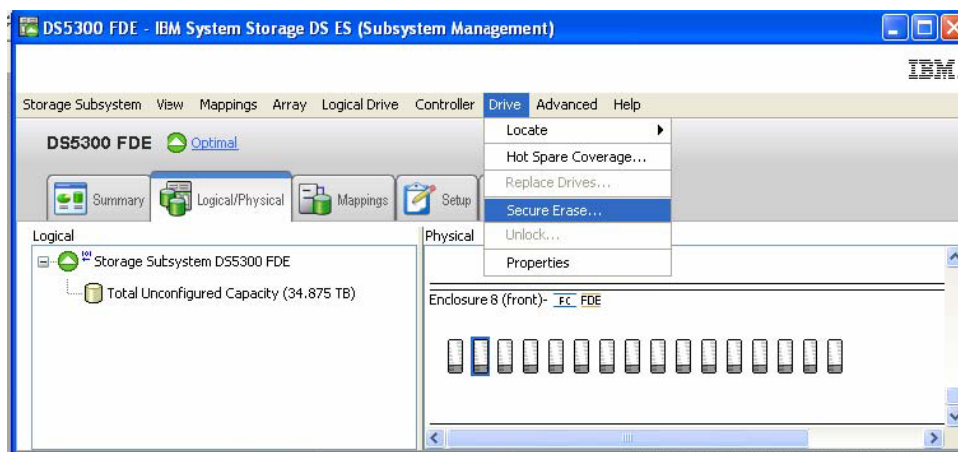 DS5300 FDE - IBM System Storage DS ES (Subsystem Management)
IBM
Storage Subsystem View Mappings Array Logical Drive Controller Drive Advanced Help
DS5300 FDE Optimal
Locate
Hot Spare Coverage...
Replace Drives...
Secure Erase...
Unlock...
Properties
Summary Logical/Physical Mappings Setup
Logical
Storage Subsystem DS5300 FDE
Total Unconfigured Capacity (34.875 TB)
Physical
Enclosure 8 (front)- FC FDE